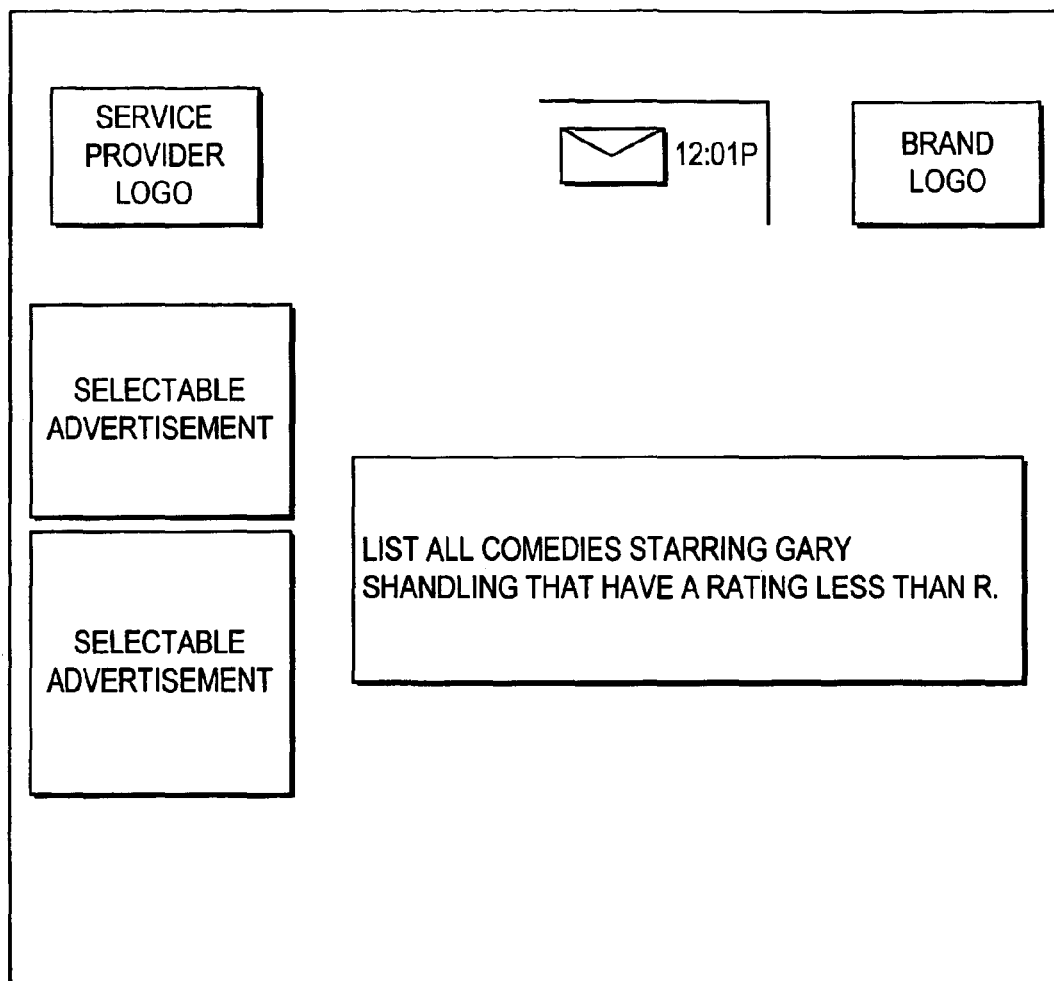 SERVICE
PROVIDER
LOGO
12:01P
BRAND
LOGO
SELECTABLE
ADVERTISEMENT
LIST ALL COMEDIES STARRING GARY
SHANDLING THAT HAVE A RATING LESS THAN R.
SELECTABLE
ADVERTISEMENT